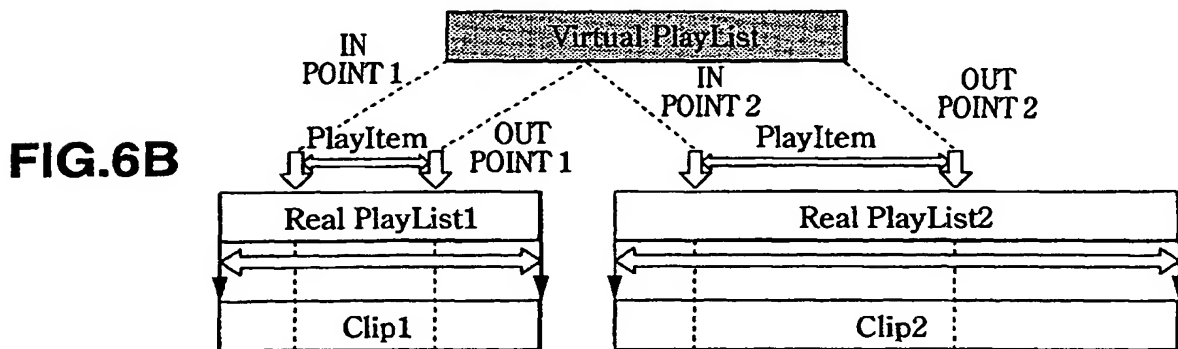 Virtual PlayList
IN
POINT 1
IN
POINT 2
OUT
POINT 2
PlayItem
OUT
POINT 1
PlayItem
FIG.6B
Real PlayList1
Real PlayList2
Clip1
Clip2